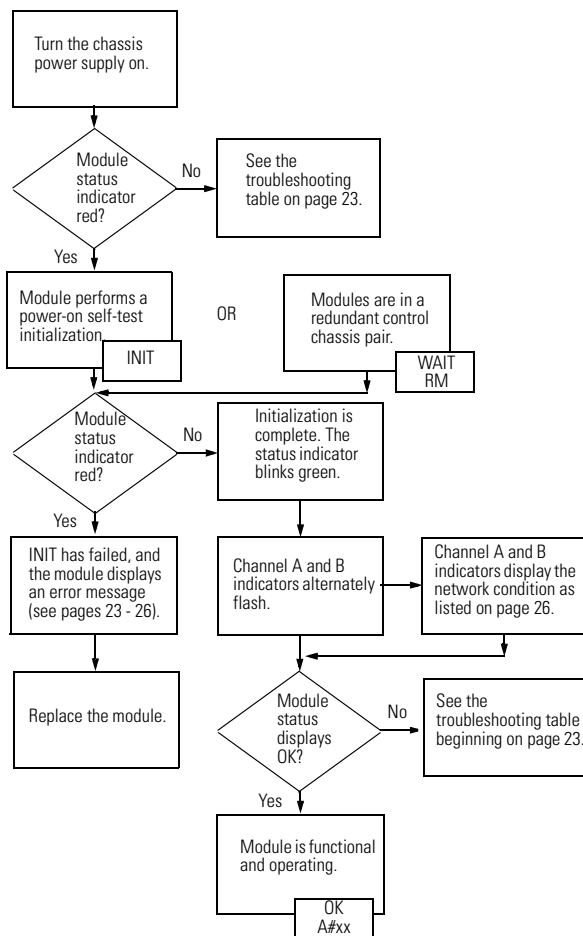 Turn the chassis
power supply on.
Module
status
indicator
red?
No
See the
troubleshooting
table on page 23.
Yes
Module performs a
power-on self-test
initialization.
INIT
OR
Modules are in a
redundant control
chassis pair.
WAIT
RM
Module
status
indicator
red?
No
Initialization is
complete. The
status indicator
blinks green.
Yes
INIT has failed, and
the module displays
an error message
(see pages 23 - 26).
Channel A and B
indicators alternately
flash.
Channel A and B
indicators display the
network condition as
listed on page 26.
Replace the module.
Module
status
displays
OK?
No
See the
troubleshooting table
beginning on page 23.
Yes
Module is functional
and operating.
OK
A#xx